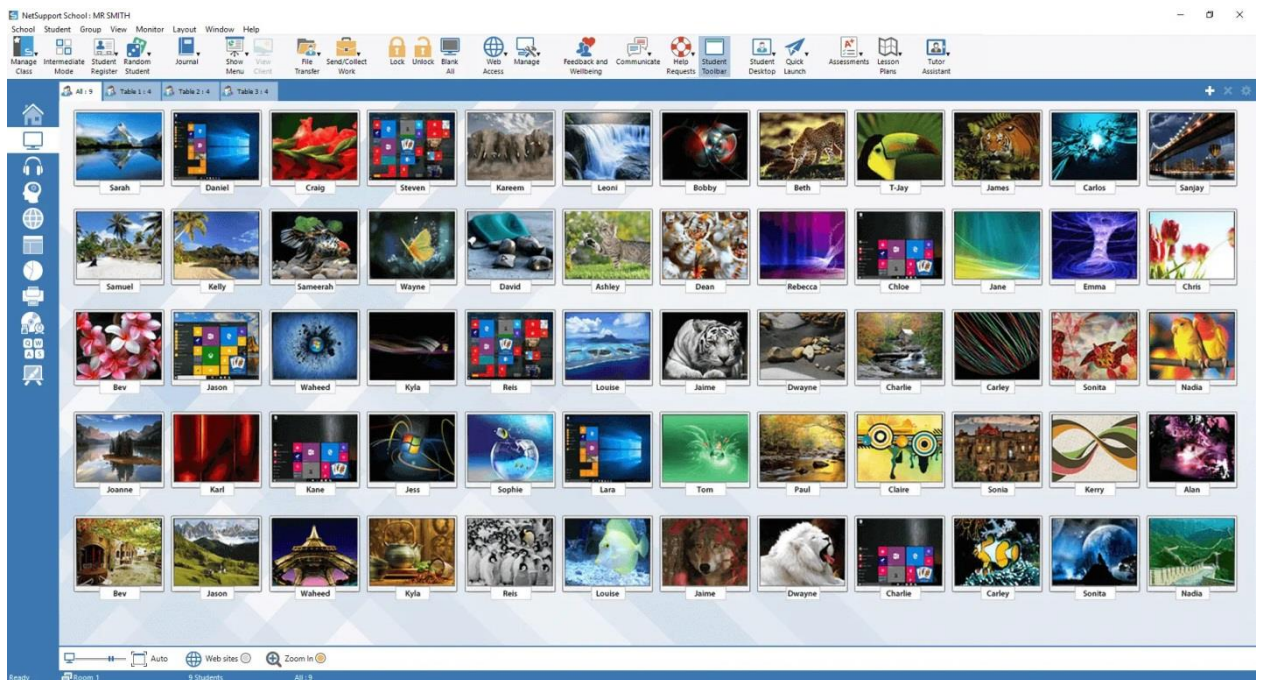 NetSupport School : MR SMITH
School Student Group View Monitor Layout Window Help
Manage Class
Intermediate Mode
Student Register
Random Student
Journal
Show Menu
View Client
File Transfer
Send/Collect Work
Lock
Unlock
Blank All
Web Access
Manage
Feedback and Wellbeing
Communicate
Help Requests
Student Toolbar
Student Desktop
Quick Launch
Assessments
Lesson Plans
Tutor Assistant
All : 9 Table 1 : 4 Table 2 : 4 Table 3 : 4
Sarah Daniel Craig Steven Kareem Leoni Bobby Beth T-Jay James Carlos Sanjay
Samuel Kelly Sameerah Wayne David Ashley Dean Rebecca Chloe Jane Emma Chris
Bev Jason Waheed Kyla Reis Louise Jaime Dwayne Charlie Carley Sonita Nadia
Joanne Karl Kane Jess Sophie Lara Tom Paul Claire Sonia Kerry Alan
Bev Jason Waheed Kyla Reis Louise Jaime Dwayne Charlie Carley Sonita Nadia
Auto Web sites Zoom In
Ready Room 1 9 Students All : 9